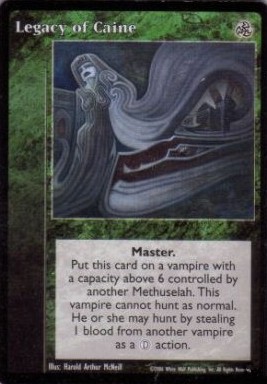 Legacy of Caine
Master.
Put this card on a vampire with
a capacity above 6 controlled by
another Methuselah. This
vampire cannot hunt as normal.
He or she may hunt by stealing
1 blood from another vampire
as a Ⓓ action.
Illus: Harold Arthur McNeill